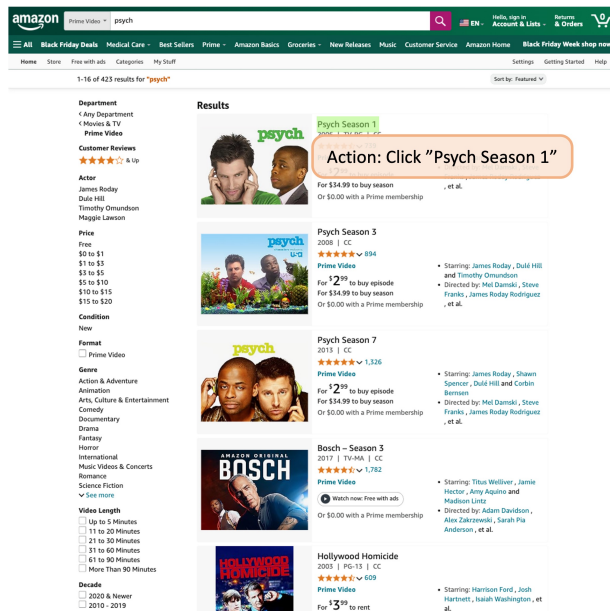 amazon Prime Video psych EN Hello, sign in Account & Lists Returns & Orders 0
All Black Friday Deals Medical Care Best Sellers Prime Amazon Basics Groceries New Releases Music Customer Service Amazon Home Black Friday Week shop now
Home Store Free with ads Categories My Stuff Settings Getting Started Help
1-16 of 423 results for "psych" Sort by: Featured
Department
< Any Department
< Movies & TV
Prime Video
Customer Reviews
& Up
Actor
James Roday
Dule Hill
Timothy Omundson
Maggie Lawson
Price
Free
$0 to $1
$1 to $3
$3 to $5
$5 to $10
$10 to $15
$15 to $20
Condition
New
Format
Prime Video
Genre
Action & Adventure
Animation
Arts, Culture & Entertainment
Comedy
Documentary
Drama
Fantasy
Horror
International
Music Videos & Concerts
Romance
Science Fiction
See more
Video Length
Up to 5 Minutes
11 to 20 Minutes
21 to 30 Minutes
31 to 60 Minutes
61 to 90 Minutes
More Than 90 Minutes
Decade
2020 & Newer
2010 - 2019
Results
psych
Psych Season 1
2006 | TV-PG | CC
Action: Click "Psych Season 1"
For $34.99 to buy season
, et al.
Or $0.00 with a Prime membership
psych
Psych Season 3
2008 | CC
894
Prime Video
For $2.99 to buy episode
For $34.99 to buy season
Or $0.00 with a Prime membership
• Starring: James Roday , Dulé Hill
and Timothy Omundson
• Directed by: Mel Damski , Steve
Franks , James Roday Rodriguez
, et al.
psych
Psych Season 7
2013 | CC
1,326
Prime Video
For $2.99 to buy episode
For $34.99 to buy season
Or $0.00 with a Prime membership
• Starring: James Roday , Shawn
Spencer , Dulé Hill and Corbin
Bernsen
• Directed by: Mel Damski , Steve
Franks , James Roday Rodriguez
, et al.
AMAZON ORIGINAL
BOSCH
Bosch – Season 3
2017 | TV-MA | CC
1,782
Watch now: Free with ads
Or $0.00 with a Prime membership
• Starring: Titus Welliver , Jamie
Hector , Amy Aquino and
Madison Lintz
• Directed by: Adam Davidson ,
Alex Zakrzewski , Sarah Pia
Anderson , et al.
HOLLYWOOD
HOMICIDE
Hollywood Homicide
2003 | PG-13 | CC
609
Prime Video
For $3.99 to rent
• Starring: Harrison Ford , Josh
Hartnett , Isaiah Washington , et
al.